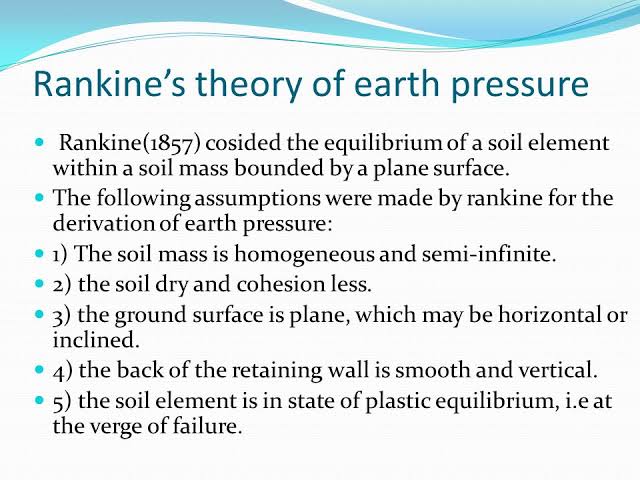 Rankine's theory of earth pressure
• Rankine(1857) cosided the equilibrium of a soil element
within a soil mass bounded by a plane surface.
• The following assumptions were made by rankine for the
derivation of earth pressure:
• 1) The soil mass is homogeneous and semi-infinite.
• 2) the soil dry and cohesion less.
• 3) the ground surface is plane, which may be horizontal or
inclined.
• 4) the back of the retaining wall is smooth and vertical.
• 5) the soil element is in state of plastic equilibrium, i.e at
the verge of failure.